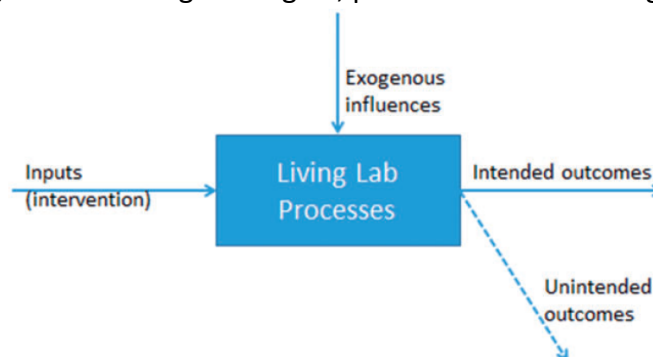 Exogenous
influences
Inputs
(intervention)
Living Lab
Processes
Intended outcomes
Unintended
outcomes